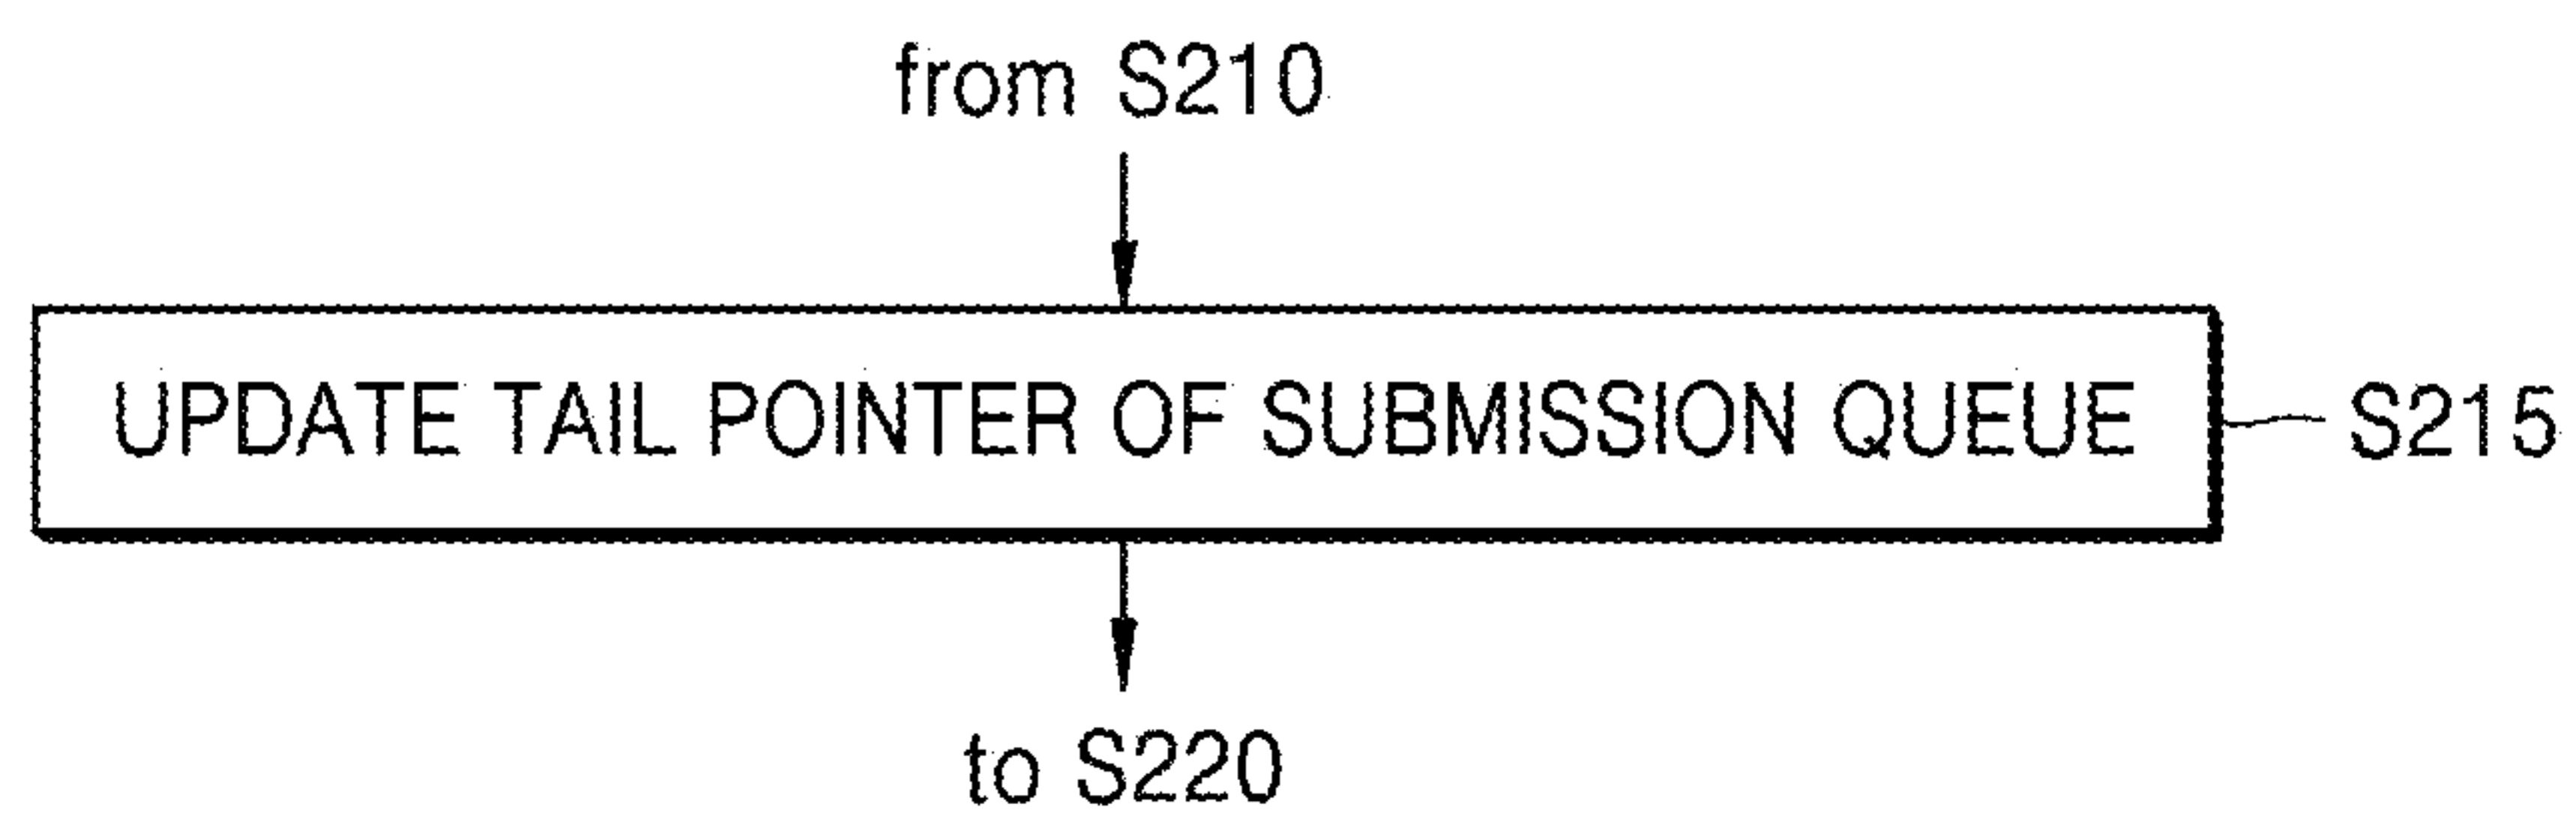 from S210
UPDATE TAIL POINTER OF SUBMISSION QUEUE
S215
to S220